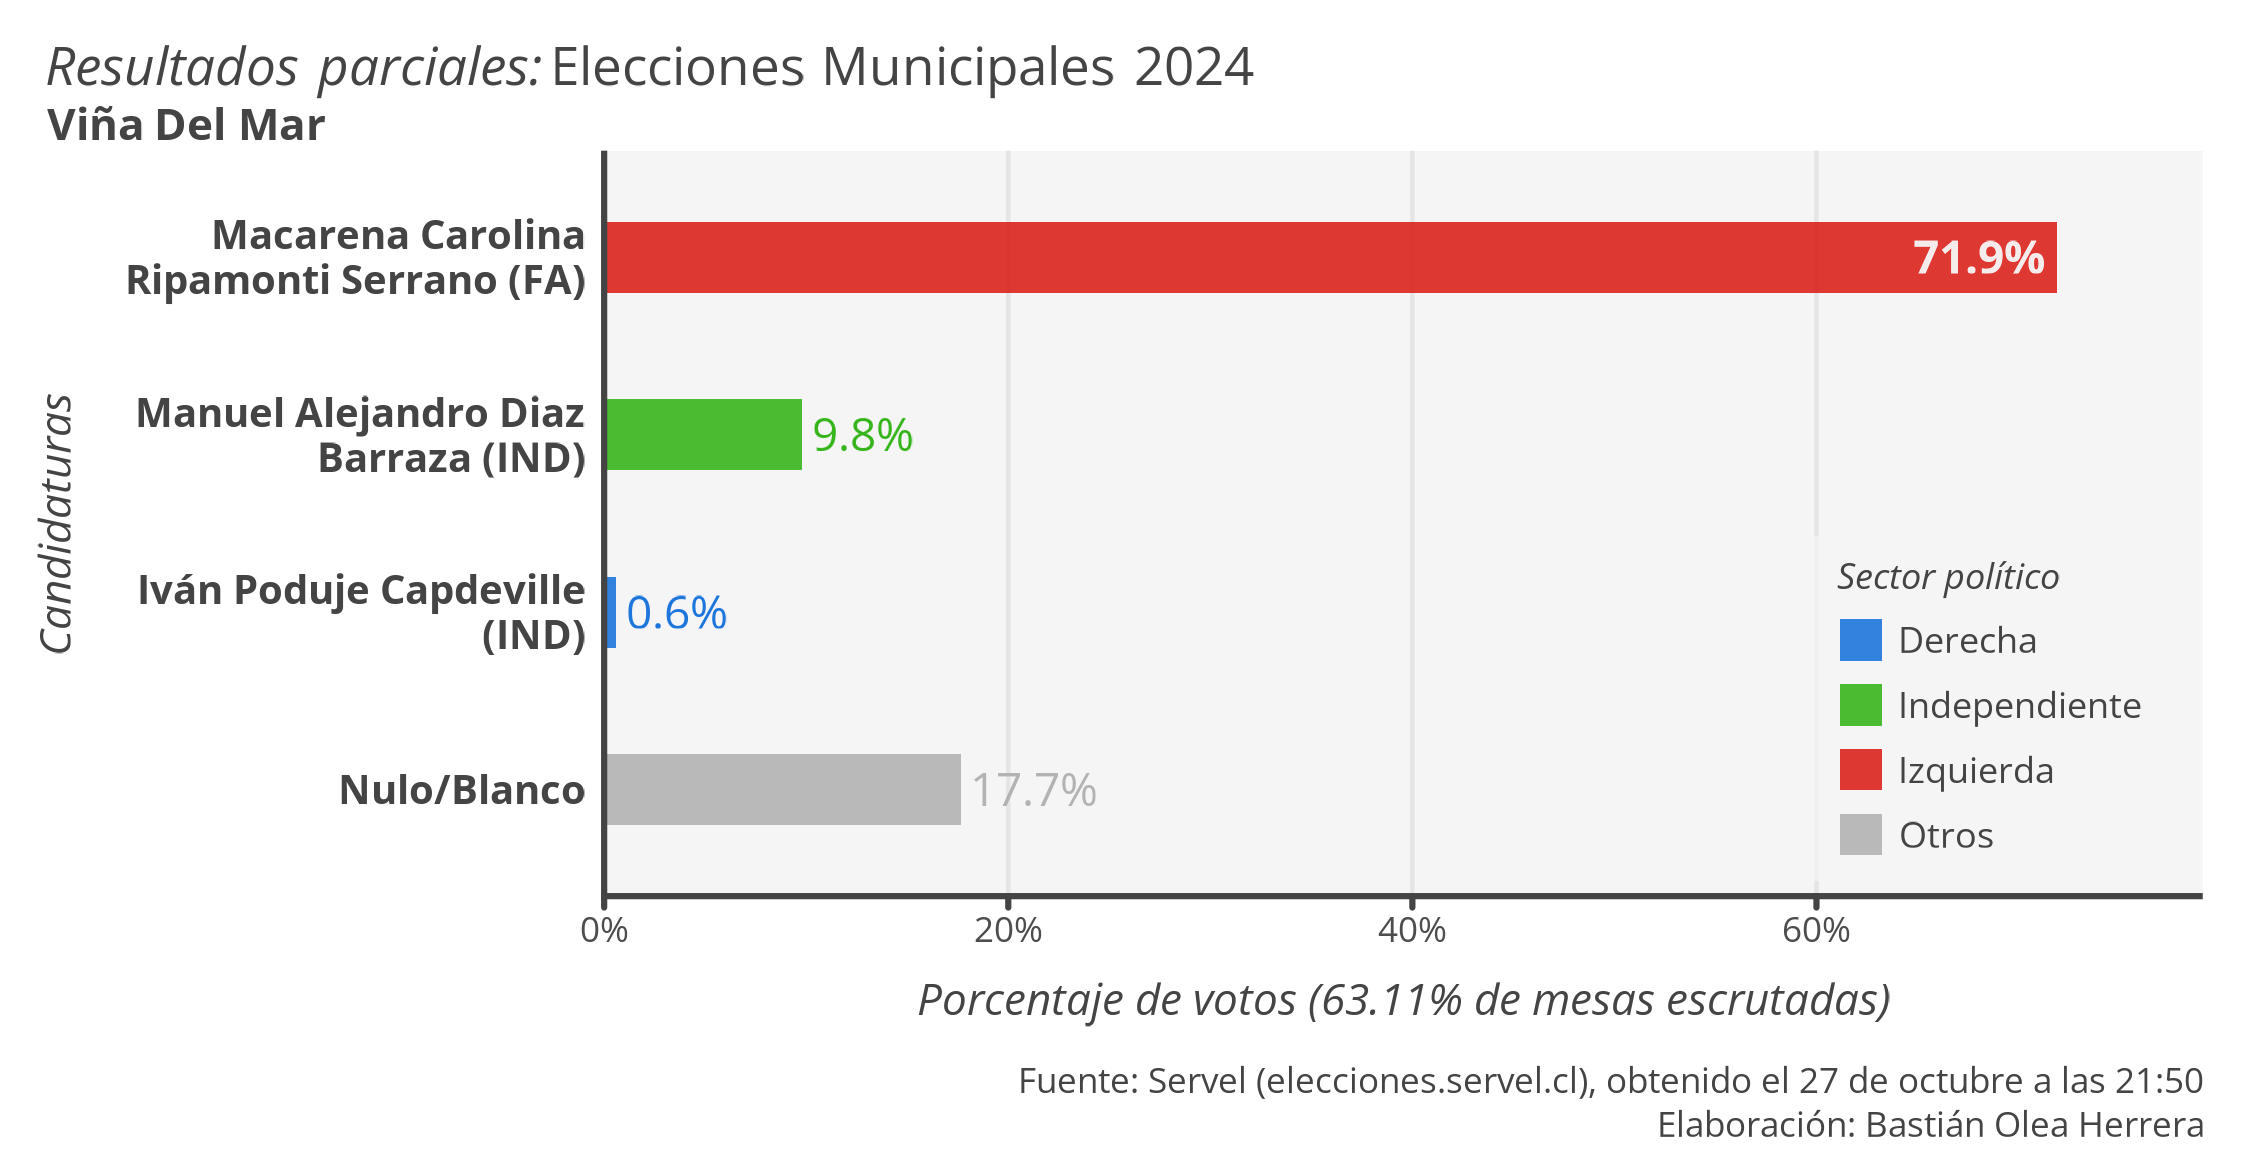 Resultados parciales: Elecciones Municipales 2024
Viña Del Mar
Candidaturas
Macarena Carolina
Ripamonti Serrano (FA)
71.9%
Manuel Alejandro Diaz
Barraza (IND)
9.8%
Iván Poduje Capdeville
(IND)
0.6%
Nulo/Blanco
17.7%
Sector político
Derecha
Independiente
Izquierda
Otros
0% 20% 40% 60%
Porcentaje de votos (63.11% de mesas escrutadas)
Fuente: Servel (elecciones.servel.cl), obtenido el 27 de octubre a las 21:50
Elaboración: Bastián Olea Herrera